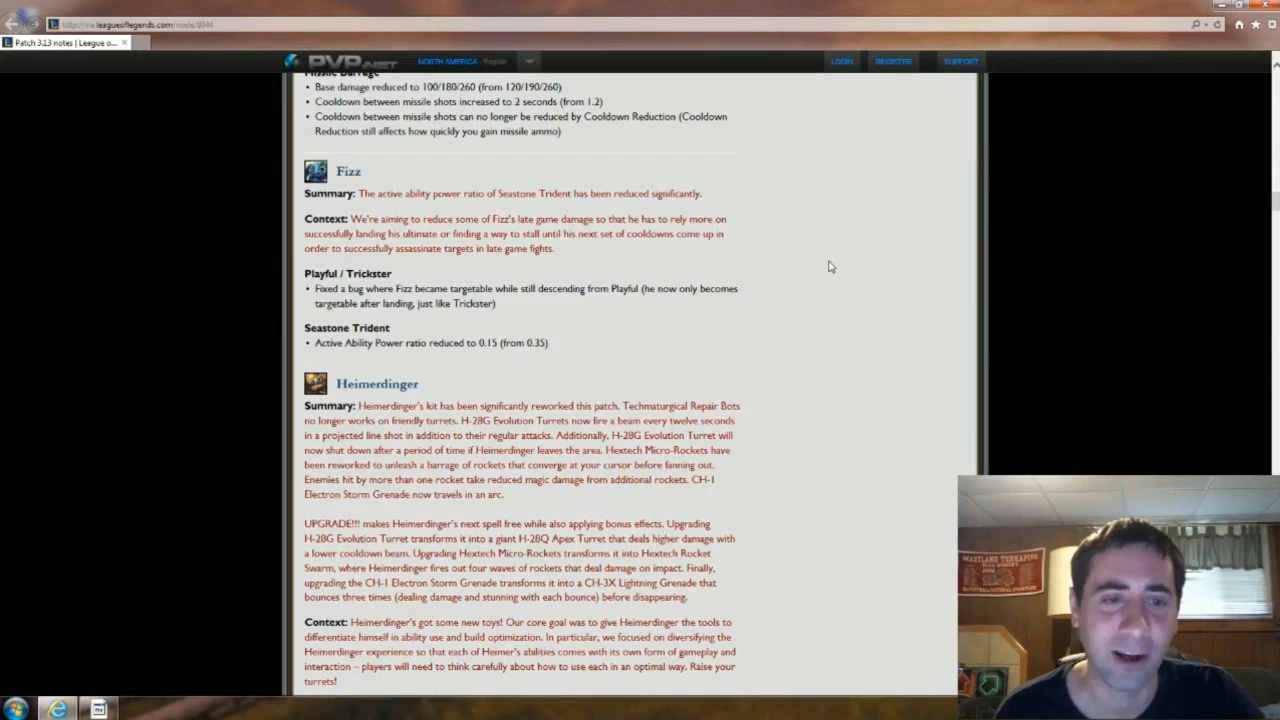 http://na.leagueoflegends.com/node/8046
Patch 3.13 notes | League o...
PVP.NET
NORTH AMERICA - English
LOGIN
REGISTER
SUPPORT
Missile Barrage
• Base damage reduced to 100/180/260 (from 120/190/260)
• Cooldown between missile shots increased to 2 seconds (from 1.2)
• Cooldown between missile shots can no longer be reduced by Cooldown Reduction (Cooldown
Reduction still affects how quickly you gain missile ammo)
Fizz
Summary: The active ability power ratio of Seastone Trident has been reduced significantly.
Context: We're aiming to reduce some of Fizz's late game damage so that he has to rely more on
successfully landing his ultimate or finding a way to stall until his next set of cooldowns come up in
order to successfully assassinate targets in late game fights.
Playful / Trickster
• Fixed a bug where Fizz became targetable while still descending from Playful (he now only becomes
targetable after landing, just like Trickster)
Seastone Trident
• Active Ability Power ratio reduced to 0.15 (from 0.35)
Heimerdinger
Summary: Heimerdinger's kit has been significantly reworked this patch. Techmaturgical Repair Bots
no longer works on friendly turrets. H-28G Evolution Turrets now fire a beam every twelve seconds
in a projected line shot in addition to their regular attacks. Additionally, H-28G Evolution Turret will
now shut down after a period of time if Heimerdinger leaves the area. Hextech Micro-Rockets have
been reworked to unleash a barrage of rockets that converge at your cursor before fanning out.
Enemies hit by more than one rocket take reduced magic damage from additional rockets. CH-1
Electron Storm Grenade now travels in an arc.
UPGRADE!!! makes Heimerdinger's next spell free while also applying bonus effects. Upgrading
H-28G Evolution Turret transforms it into a giant H-28Q Apex Turret that deals higher damage with
a lower cooldown beam. Upgrading Hextech Micro-Rockets transforms it into Hextech Rocket
Swarm, where Heimerdinger fires out four waves of rockets that deal damage on impact. Finally,
upgrading the CH-1 Electron Storm Grenade transforms it into a CH-3X Lightning Grenade that
bounces three times (dealing damage and stunning with each bounce) before disappearing.
Context: Heimerdinger's got some new toys! Our core goal was to give Heimerdinger the tools to
differentiate himself in ability use and build optimization. In particular, we focused on diversifying the
Heimerdinger experience so that each of Heimer's abilities comes with its own form of gameplay and
interaction – players will need to think carefully about how to use each in an optimal way. Raise your
turrets!
MARYLAND TERRAPINS